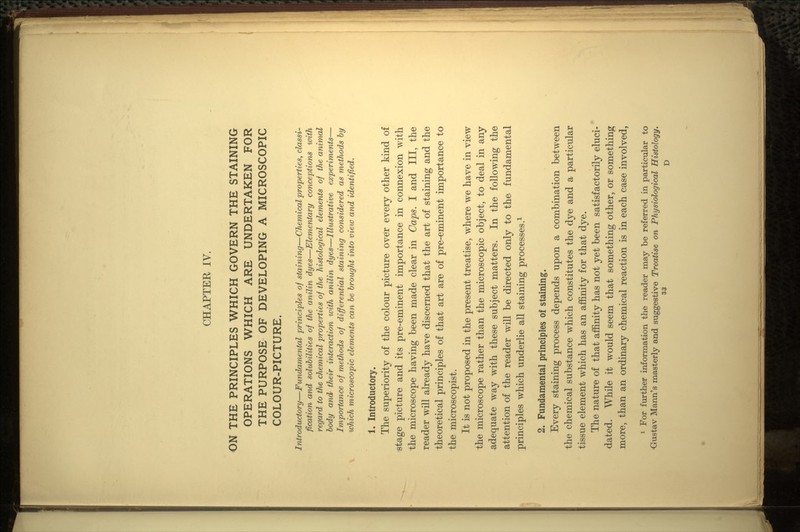 CHAPTER IV.
ON THE PRINCIPLES WHICH GOVERN THE STAINING
OPERATIONS WHICH ARE UNDERTAKEN FOR
THE PURPOSE OF DEVELOPING A MICROSCOPIC
COLOUR-PICTURE.
Introductory—Fundamental principles of staining—Chemical properties, classi-
fication and solubilities of the anilin dyes—Elementary conceptions with
regard to the chemical properties of the histological elements of the animal
body and their interaction with anilin dyes—Illustrative experiments—
Importance of methods of differential staining considered as methods by
which microscopic elements can be brought into view and identified.
1. Introductory.
The superiority of the colour picture over every other kind of
stage picture and its pre-eminent importance in connexion with
the microscope having been made clear in Caps. I and III, the
reader will already have discerned that the art of staining and the
theoretical principles of that art are of pre-eminent importance to
the microscopist.
It is not proposed in the present treatise, where we have in view
the microscope rather than the microscopic object, to deal in any
adequate way with these subject matters. In the following the
attention of the reader will be directed only to the fundamental
principles which underlie all staining processes.¹
2. Fundamental principles of staining.
Every staining process depends upon a combination between
the chemical substance which constitutes the dye and a particular
tissue element which has an affinity for that dye.
The nature of that affinity has not yet been satisfactorily eluci-
dated. While it would seem that something other, or something
more, than an ordinary chemical reaction is in each case involved,
¹ For further information the reader may be referred in particular to
Gustav Mann's masterly and suggestive Treatise on Physiological Histology.
33
D